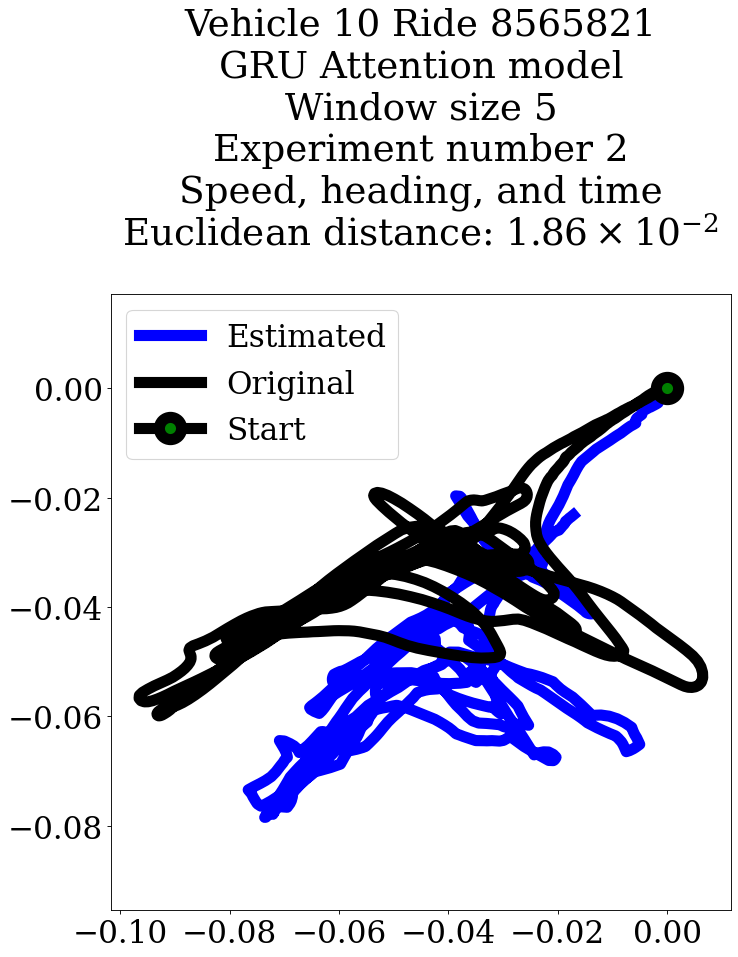 Vehicle 10 Ride 8565821
GRU Attention model
Window size 5
Experiment number 2
Speed, heading, and time
Euclidean distance: 1.86 × 10⁻²
Estimated
Original
Start
0.00
−0.02
−0.04
−0.06
−0.08
−0.10 −0.08 −0.06 −0.04 −0.02 0.00